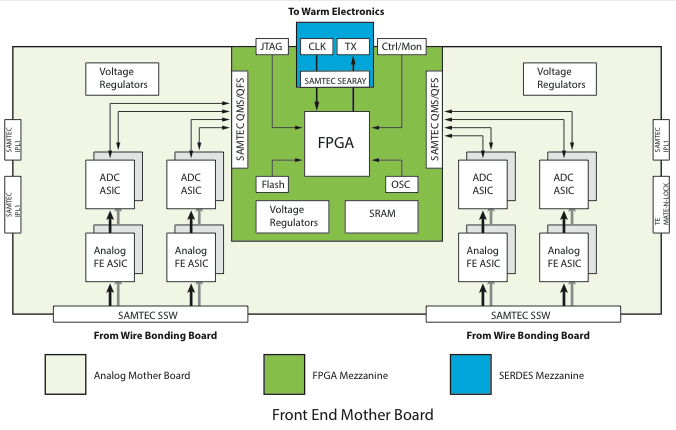 To Warm Electronics
JTAG
CLK
TX
Ctrl/Mon
Voltage
Regulators
SAMTEC QMS/QFS
SAMTEC SEARAY
SAMTEC QMS/QFS
Voltage
Regulators
SAMTEC
IPL1
FPGA
SAMTEC
IPL1
ADC
ASIC
ADC
ASIC
ADC
ASIC
ADC
ASIC
SAMTEC
IPL1
Flash
OSC
TE
MATE-N-LOCK
Voltage
Regulators
SRAM
Analog
FE ASIC
Analog
FE ASIC
Analog
FE ASIC
Analog
FE ASIC
SAMTEC SSW
SAMTEC SSW
From Wire Bonding Board
From Wire Bonding Board
Analog Mother Board
FPGA Mezzanine
SERDES Mezzanine
Front End Mother Board